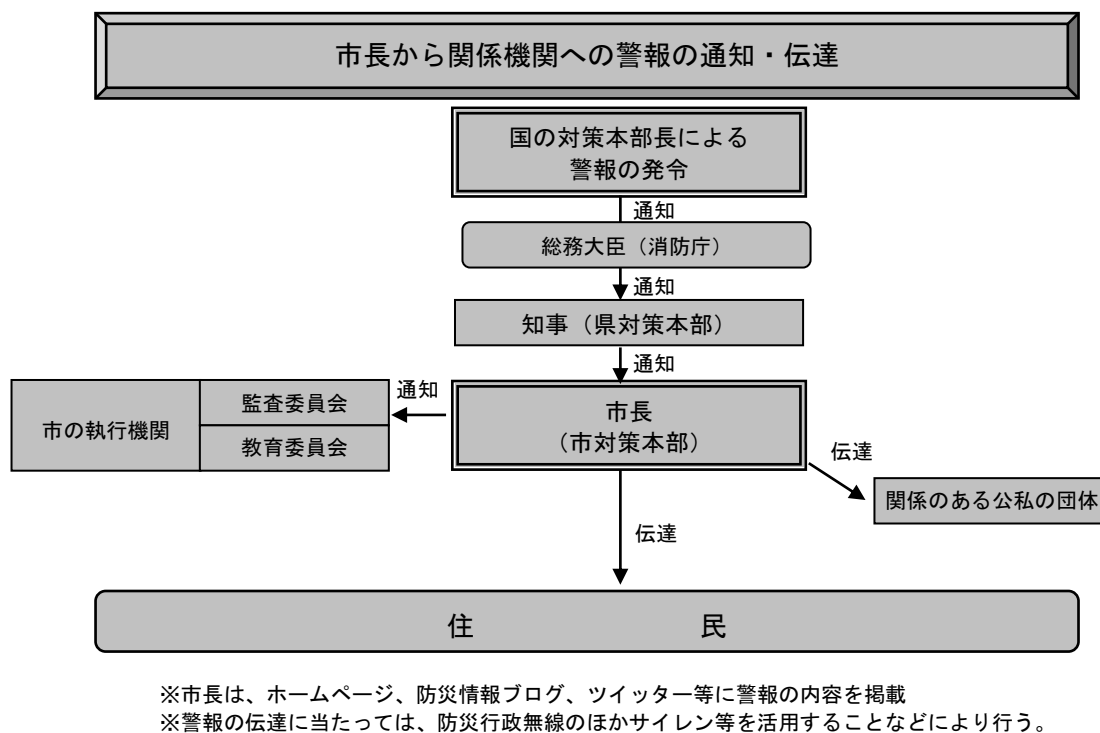 市長から関係機関への警報の通知・伝達
国の対策本部長による
警報の発令
通知
総務大臣（消防庁）
通知
知事（県対策本部）
通知
市の執行機関
監査委員会
教育委員会
通知
市長
（市対策本部）
伝達
関係のある公私の団体
伝達
住　民
※市長は、ホームページ、防災情報ブログ、ツイッター等に警報の内容を掲載
※警報の伝達に当たっては、防災行政無線のほかサイレン等を活用することなどにより行う。